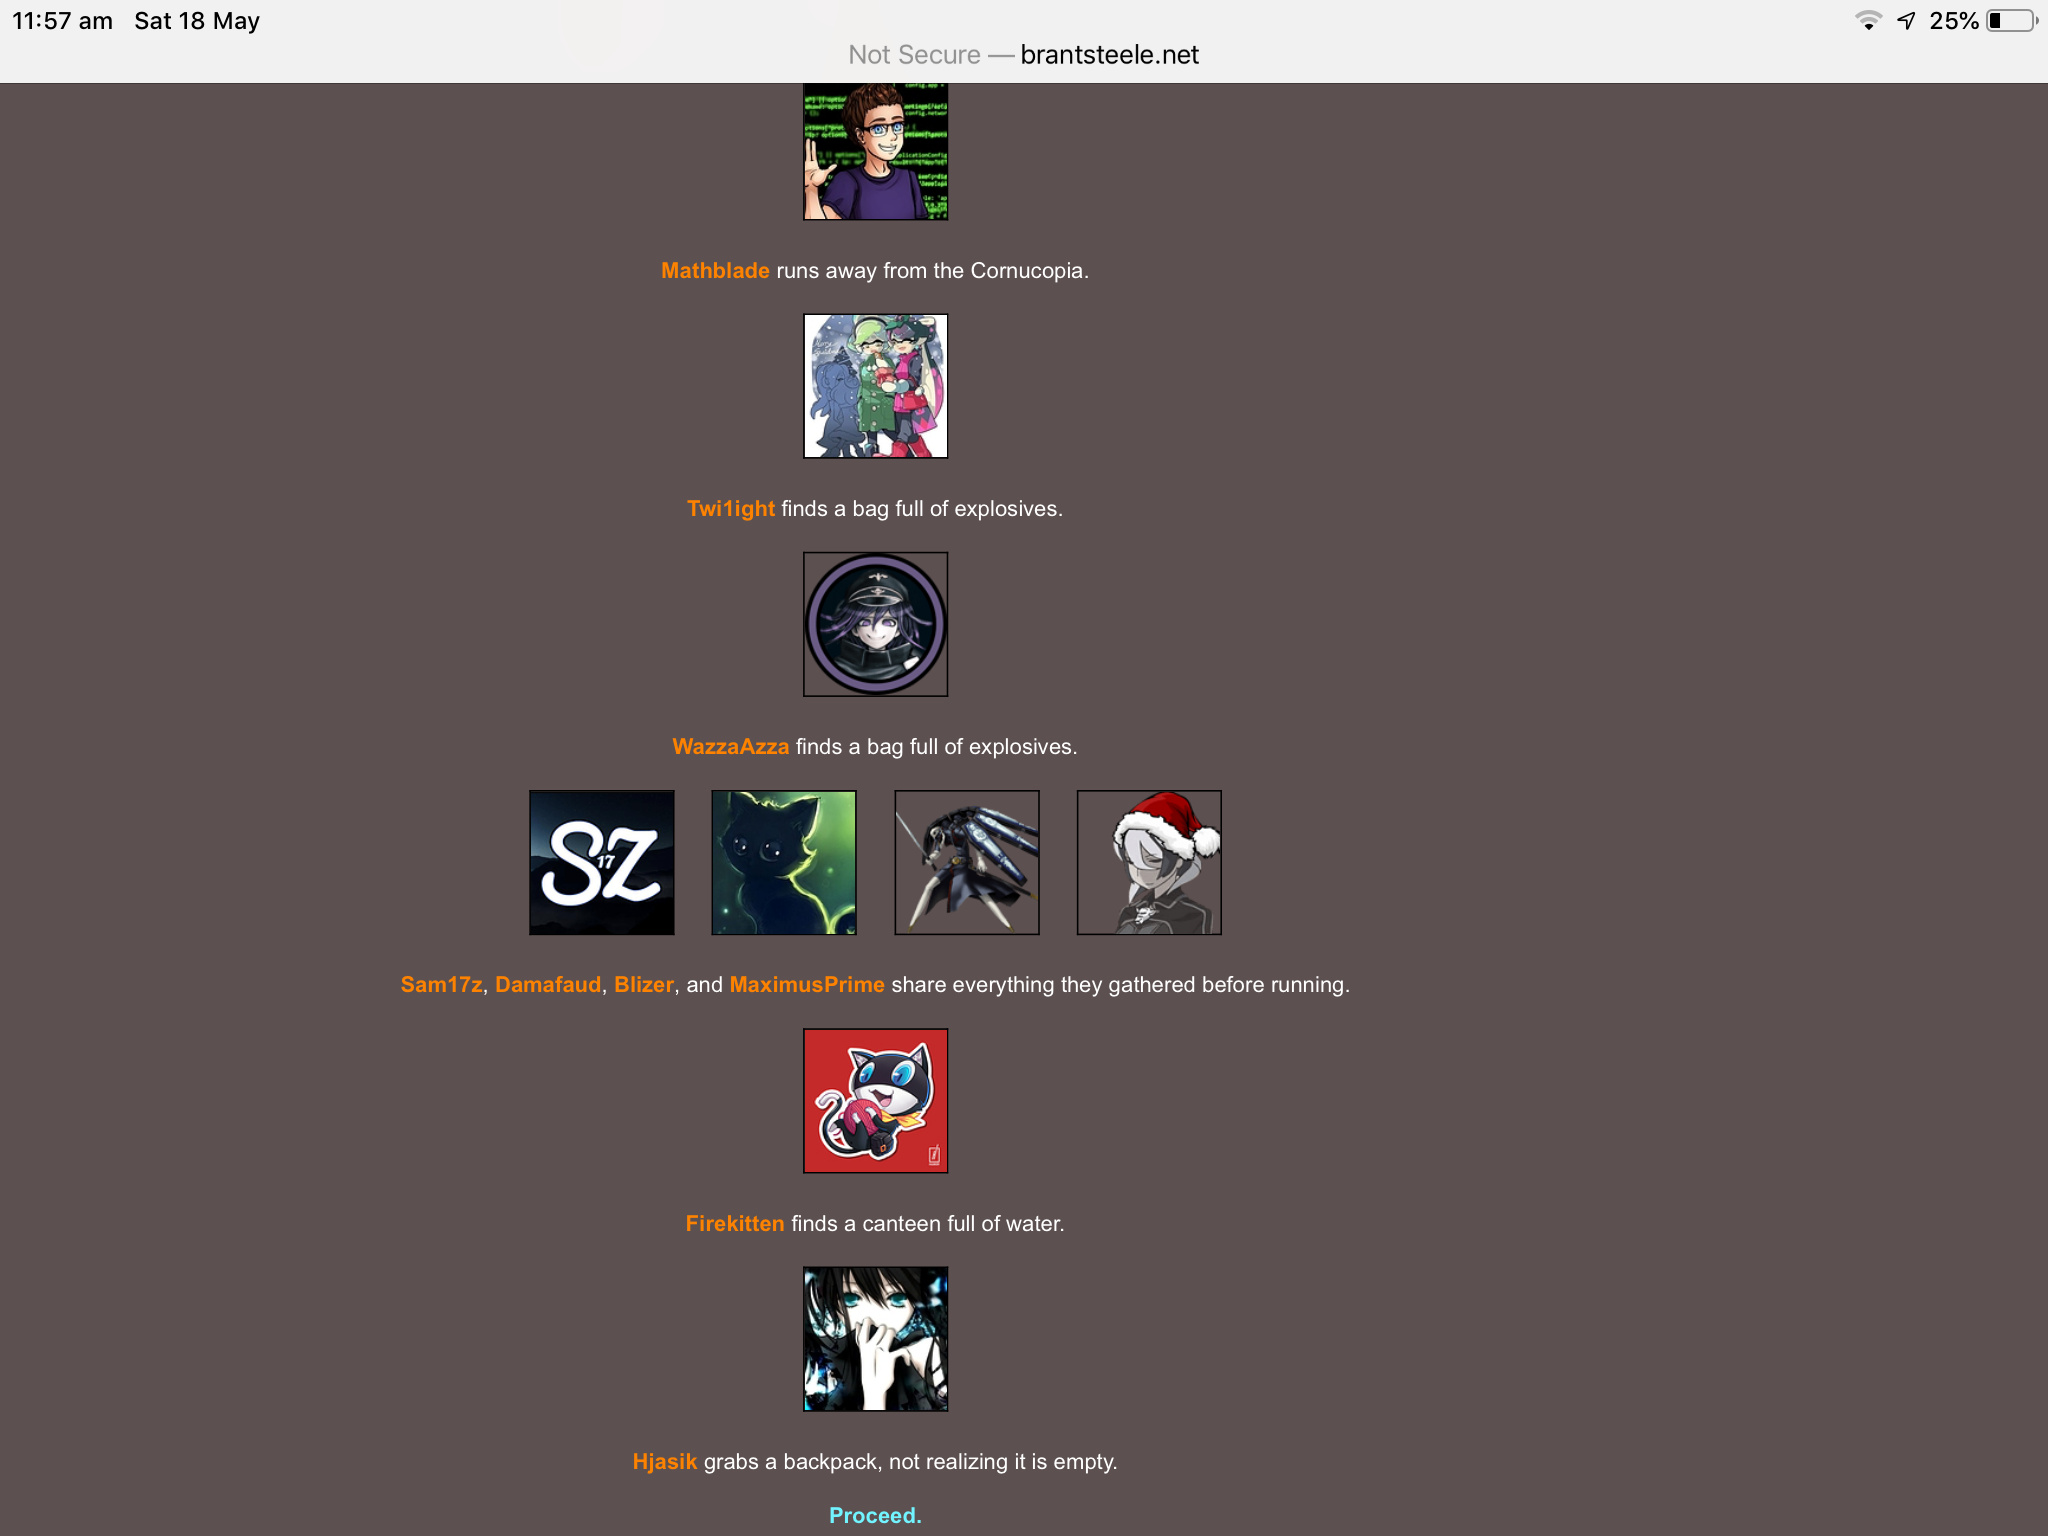 11:57 am Sat 18 May
25%
Not Secure — brantsteele.net
Mathblade runs away from the Cornucopia.
Twi1ight finds a bag full of explosives.
WazzaAzza finds a bag full of explosives.
SZ
17
Sam17z, Damafaud, Blizer, and MaximusPrime share everything they gathered before running.
Firekitten finds a canteen full of water.
Hjasik grabs a backpack, not realizing it is empty.
Proceed.